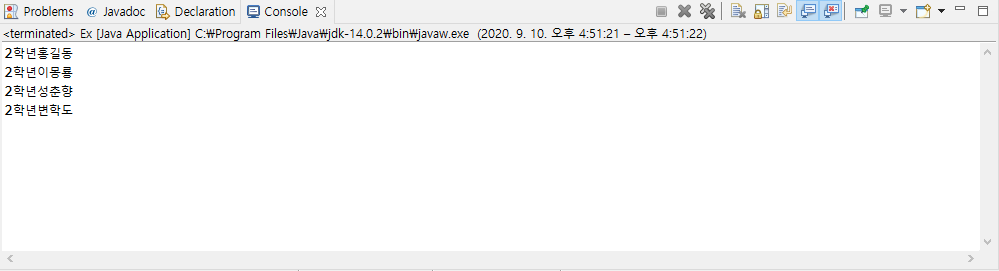 Problems @ Javadoc Declaration Console
<terminated> Ex [Java Application] C:₩Program Files₩Java₩jdk-14.0.2₩bin₩javaw.exe (2020. 9. 10. 오후 4:51:21 – 오후 4:51:22)
2학년홍길동
2학년이몽룡
2학년성춘향
2학년변학도